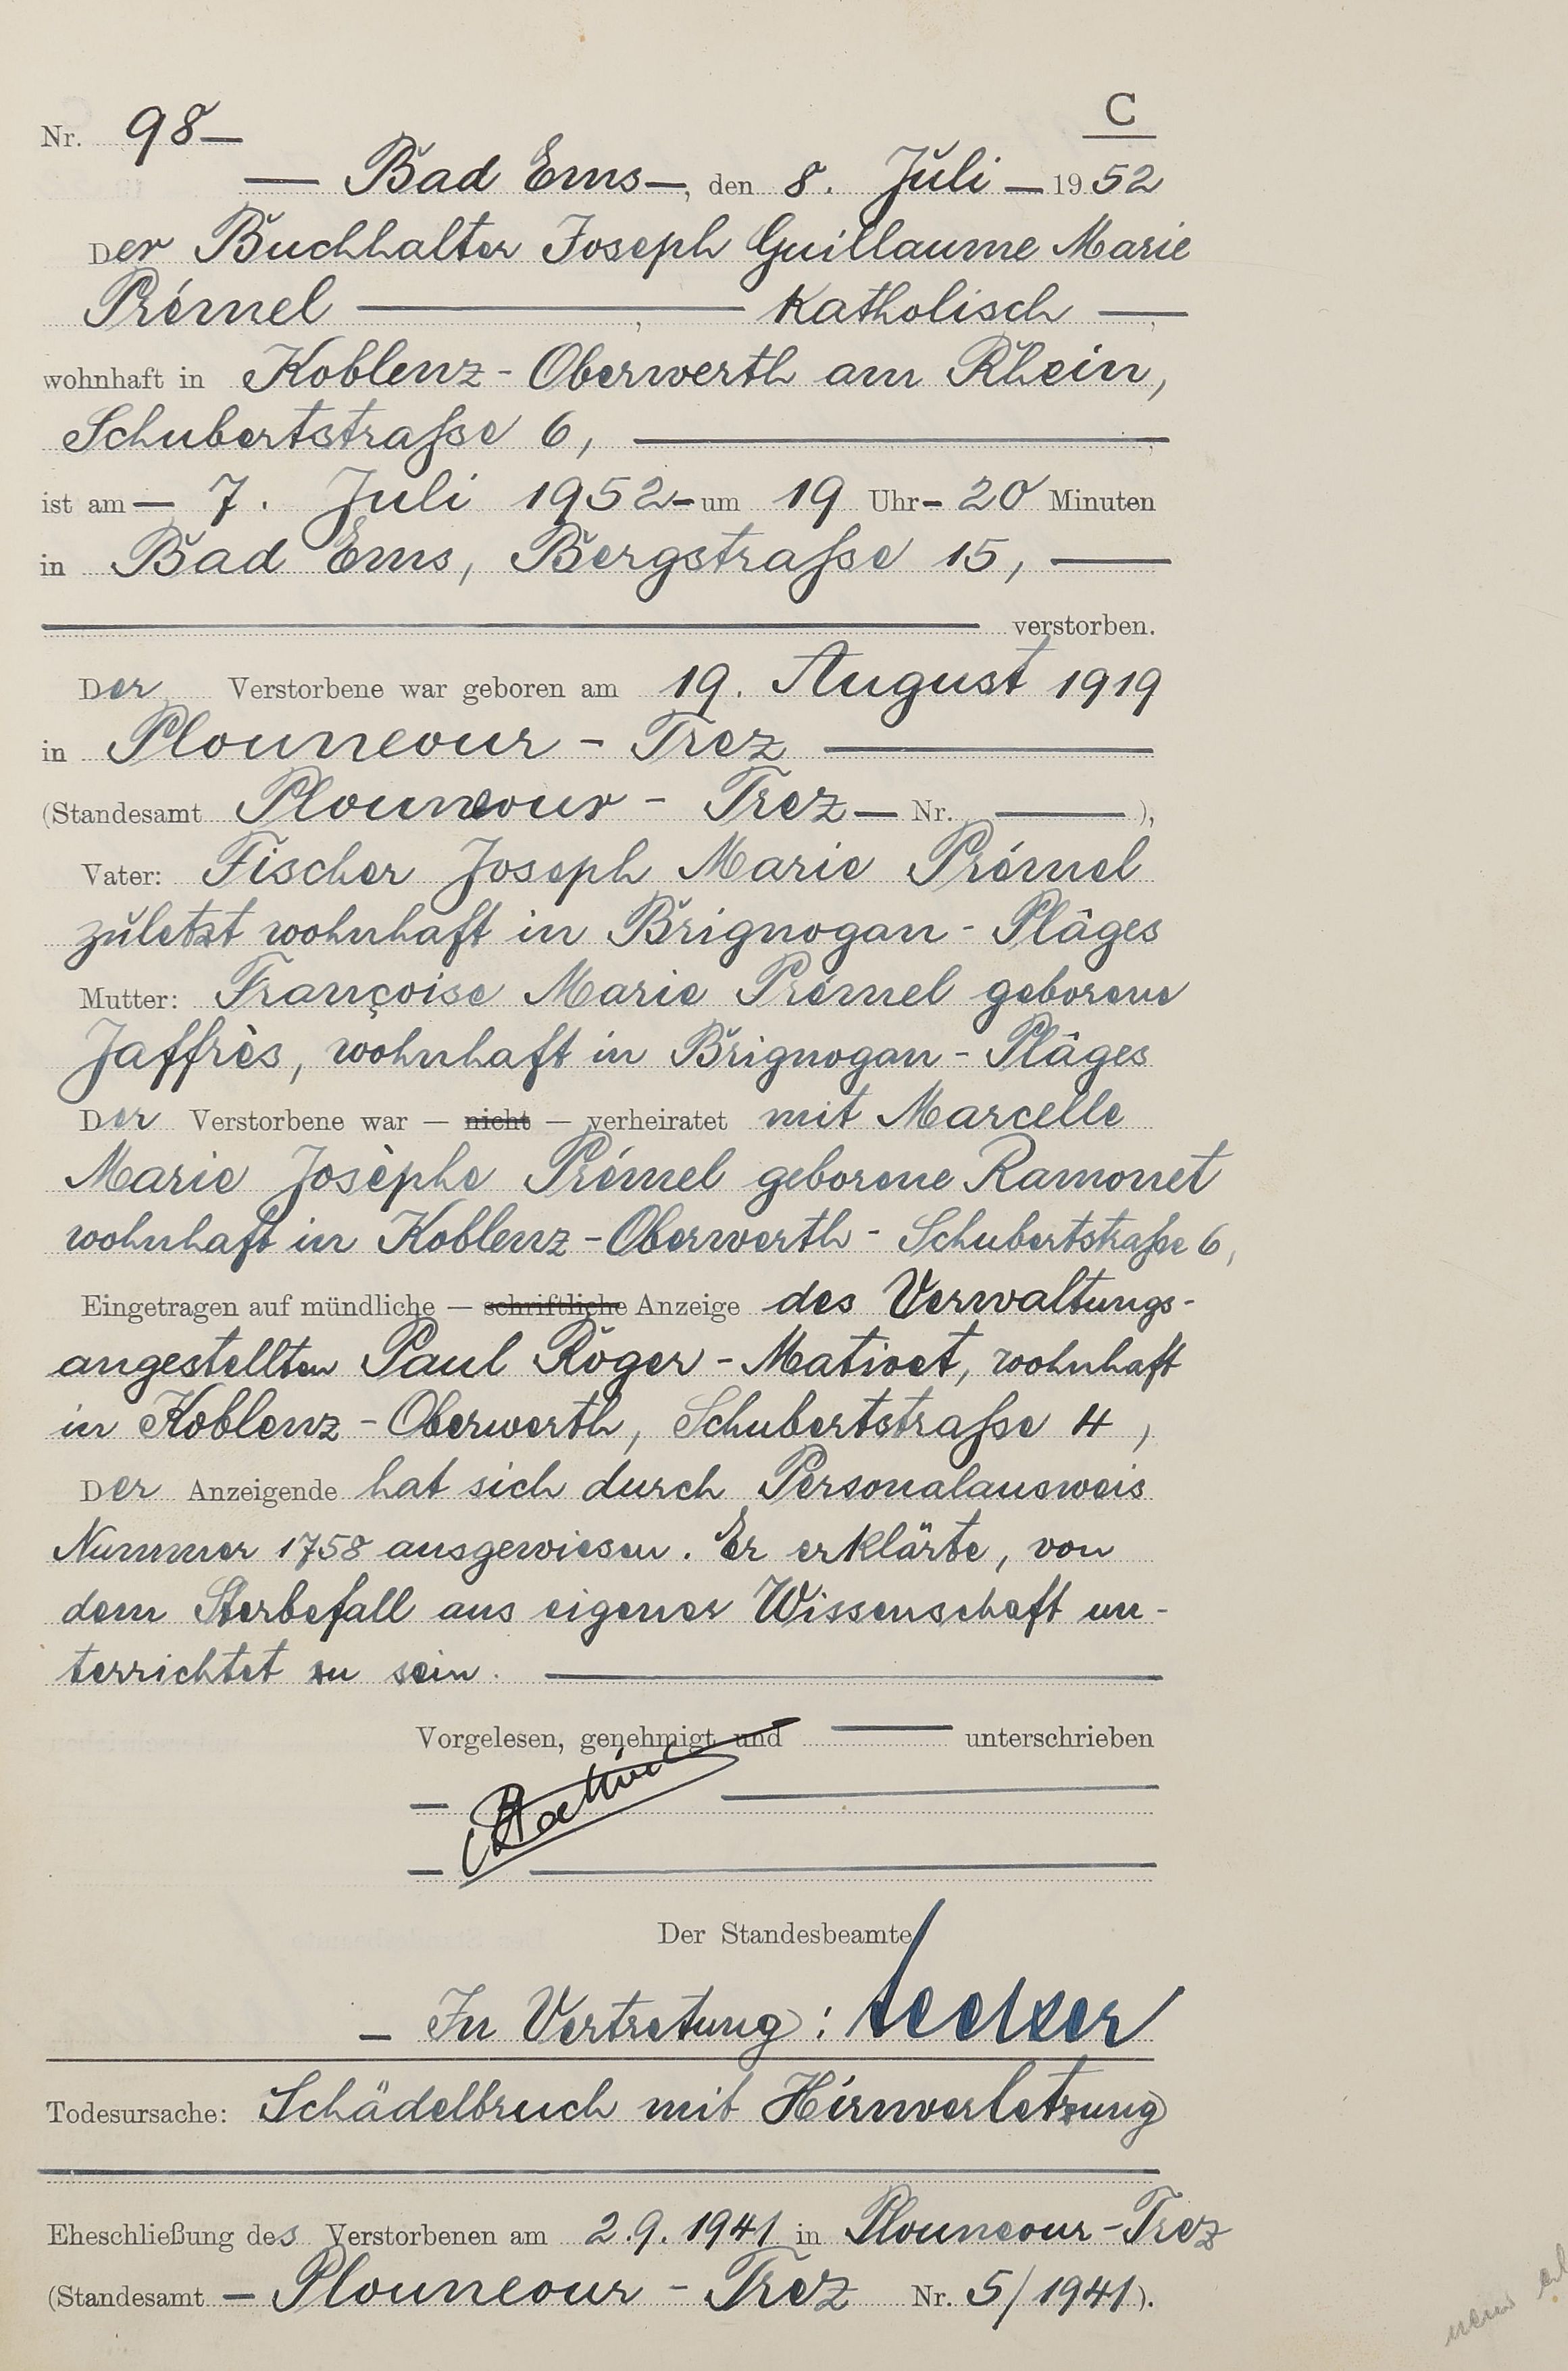 C
Nr. 98 —
— Bad Ems —, den 8. Juli — 1952
Der Buchhalter Joseph Guillaume Marie
Prémel —, — Katholisch —,
wohnhaft in Koblenz - Oberwerth am Rhein,
Schubertstrasse 6, —
ist am — 7. Juli 1952 - um 19 Uhr - 20 Minuten
in Bad Ems, Bergstrasse 15, —
— verstorben.
Der Verstorbene war geboren am 19. August 1919
in Plouneour - Trez —
(Standesamt Plouneour - Trez — Nr. — ),
Vater: Fischer Joseph Marie Prémel
zuletzt wohnhaft in Brignogan - Plâges
Mutter: Françoise Marie Prémel geborene
Jaffrès, wohnhaft in Brignogan - Plâges
Der Verstorbene war — nicht — verheiratet mit Marcelle
Marie Josèphe Prémel geborene Ramonet
wohnhaft in Koblenz - Oberwerth - Schubertstrasse 6,
Eingetragen auf mündliche — schriftliche Anzeige des Verwaltungs-
angestellten Paul Roger - Mativet, wohnhaft
in Koblenz - Oberwerth, Schubertstrasse 4,
Der Anzeigende hat sich durch Personalausweis
Nummer 1758 ausgewiesen. Er erklärte, von
dem Sterbefall aus eigener Wissenschaft un-
terrichtet zu sein. —
Vorgelesen, genehmigt und — unterschrieben
Der Standesbeamte
— In Vertretung:
Todesursache: Schädelbruch mit Hirnverletzung
Eheschließung des Verstorbenen am 2.9.1941 in Plouneour - Trez
(Standesamt — Plouneour - Trez Nr. 5/1941).